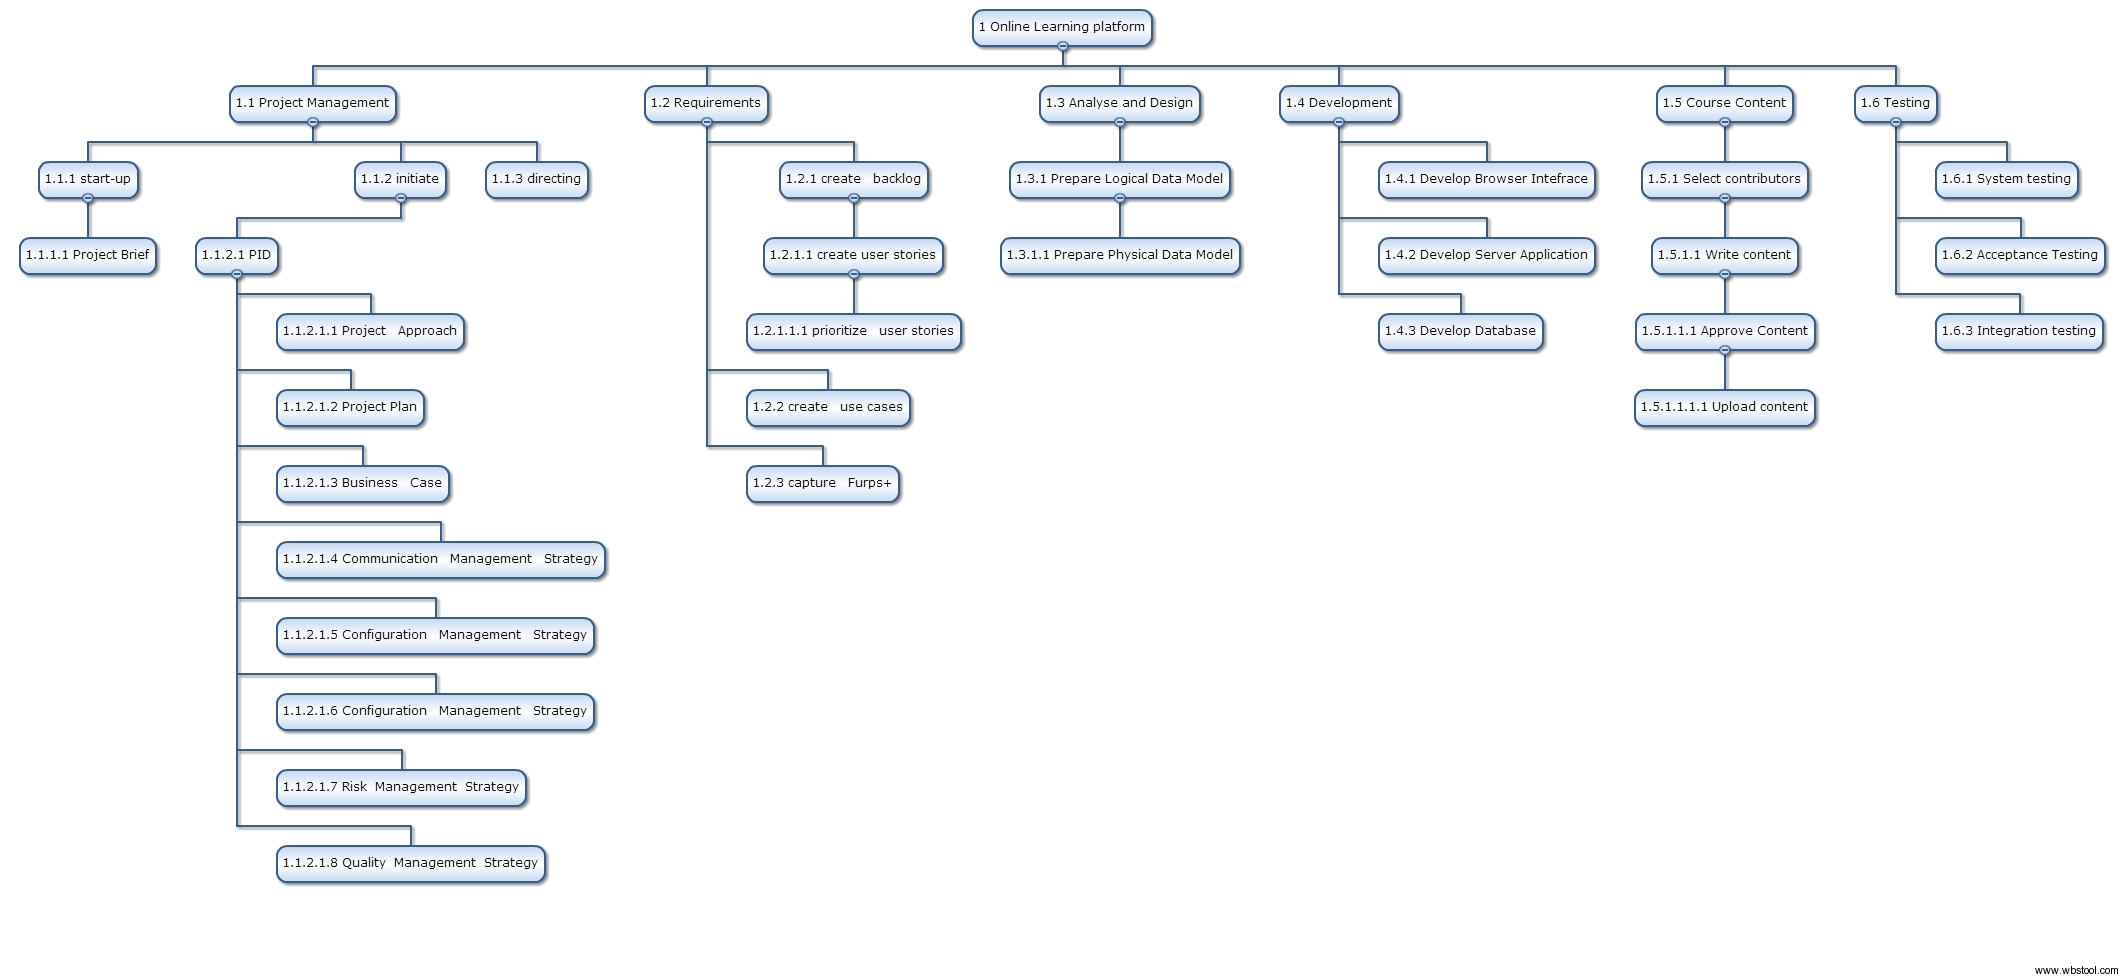 1 Online Learning platform
1.1 Project Management
1.2 Requirements
1.3 Analyse and Design
1.4 Development
1.5 Course Content
1.6 Testing
1.1.1 start-up
1.1.2 initiate
1.1.3 directing
1.2.1 create backlog
1.3.1 Prepare Logical Data Model
1.4.1 Develop Browser Intefrace
1.5.1 Select contributors
1.6.1 System testing
1.1.1.1 Project Brief
1.1.2.1 PID
1.2.1.1 create user stories
1.3.1.1 Prepare Physical Data Model
1.4.2 Develop Server Application
1.5.1.1 Write content
1.6.2 Acceptance Testing
1.1.2.1.1 Project Approach
1.2.1.1.1 prioritize user stories
1.4.3 Develop Database
1.5.1.1.1 Approve Content
1.6.3 Integration testing
1.1.2.1.2 Project Plan
1.2.2 create use cases
1.5.1.1.1.1 Upload content
1.1.2.1.3 Business Case
1.2.3 capture Furps+
1.1.2.1.4 Communication Management Strategy
1.1.2.1.5 Configuration Management Strategy
1.1.2.1.6 Configuration Management Strategy
1.1.2.1.7 Risk Management Strategy
1.1.2.1.8 Quality Management Strategy
www.wbstool.com